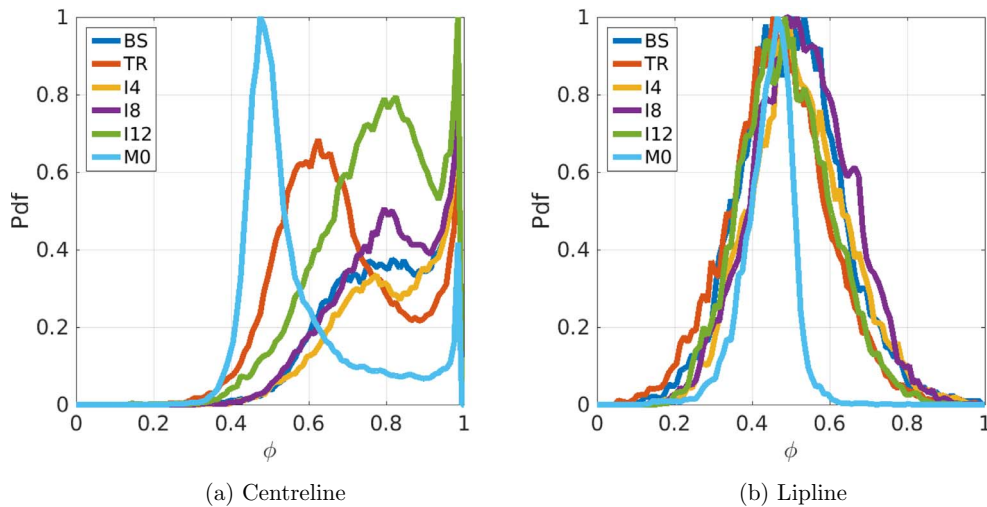 1
0.8
0.6
0.4
0.2
0
Pdf
BS
TR
I4
I8
I12
M0
0 0.2 0.4 0.6 0.8 1
ϕ
(a) Centreline
1
0.8
0.6
0.4
0.2
0
Pdf
BS
TR
I4
I8
I12
M0
0 0.2 0.4 0.6 0.8 1
ϕ
(b) Lipline